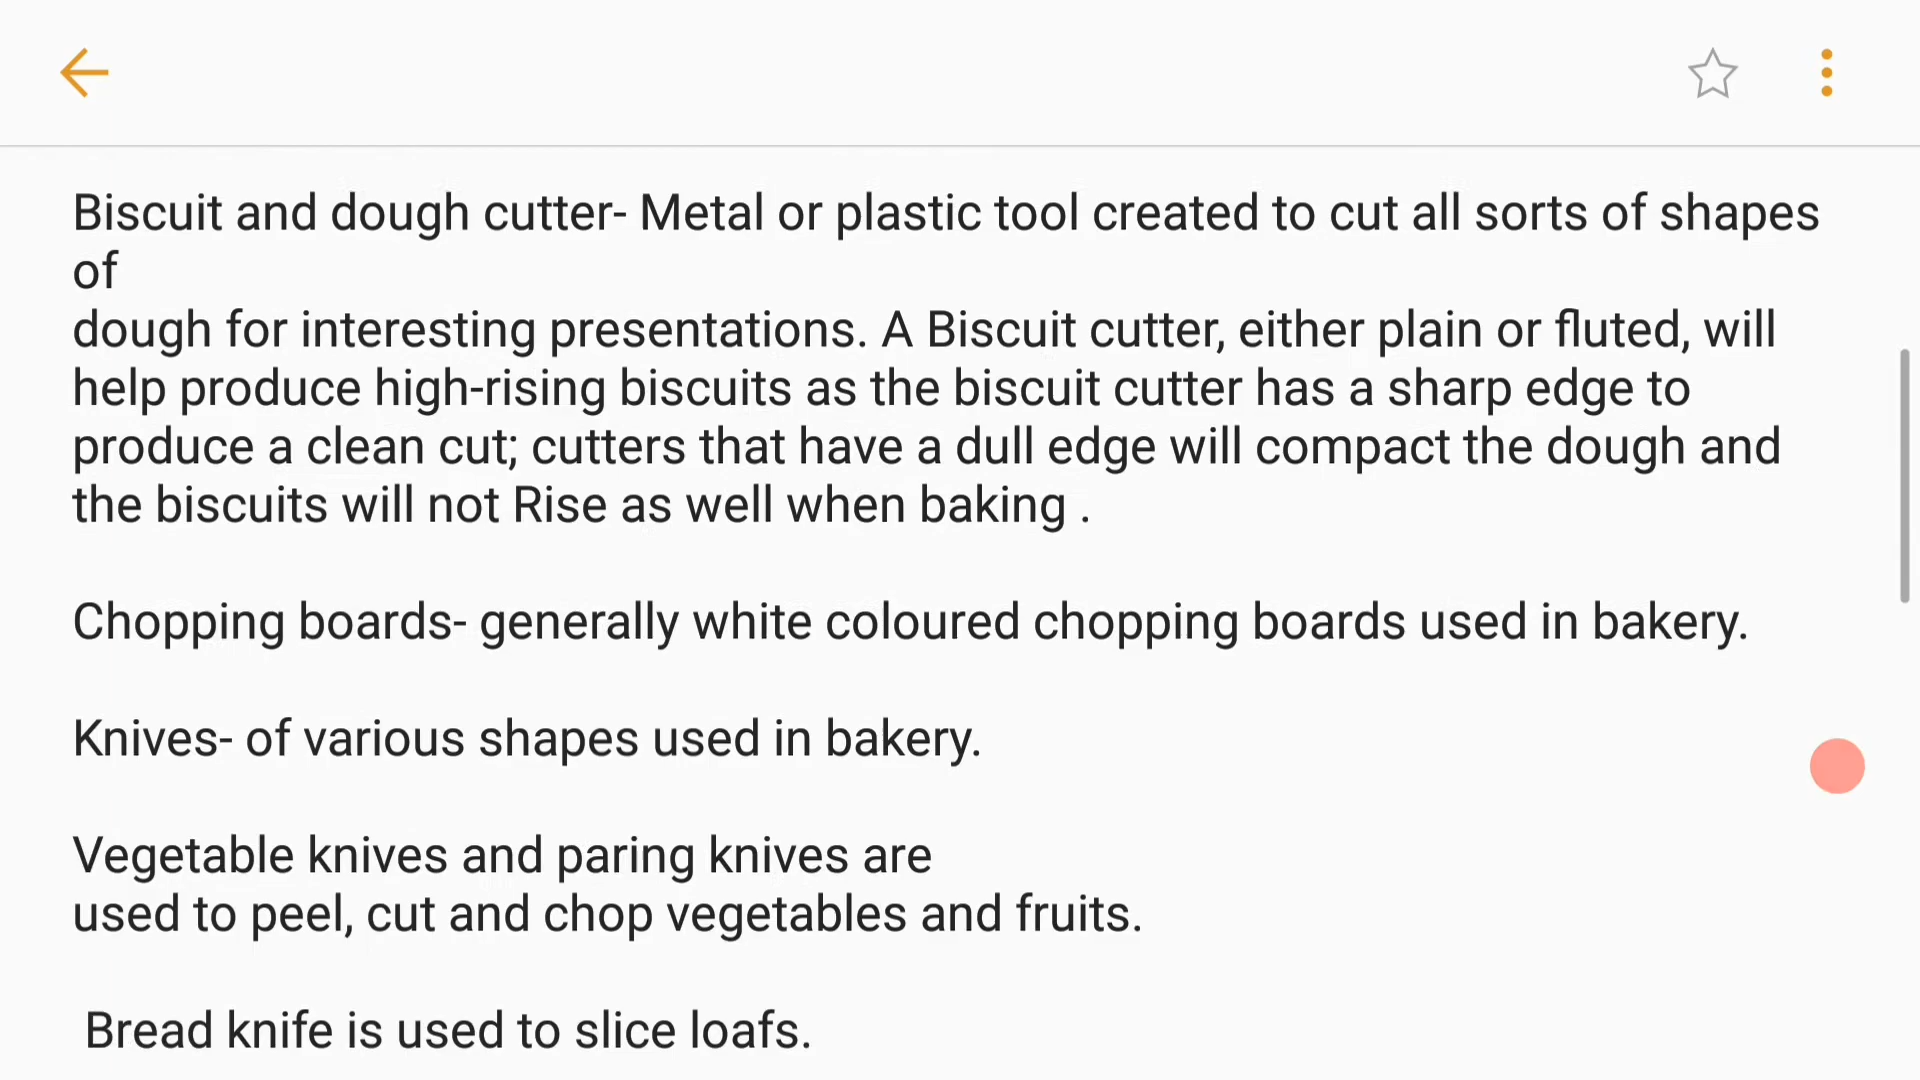 Biscuit and dough cutter- Metal or plastic tool created to cut all sorts of shapes
of
dough for interesting presentations. A Biscuit cutter, either plain or fluted, will
help produce high-rising biscuits as the biscuit cutter has a sharp edge to
produce a clean cut; cutters that have a dull edge will compact the dough and
the biscuits will not Rise as well when baking .
Chopping boards- generally white coloured chopping boards used in bakery.
Knives- of various shapes used in bakery.
Vegetable knives and paring knives are
used to peel, cut and chop vegetables and fruits.
Bread knife is used to slice loafs.